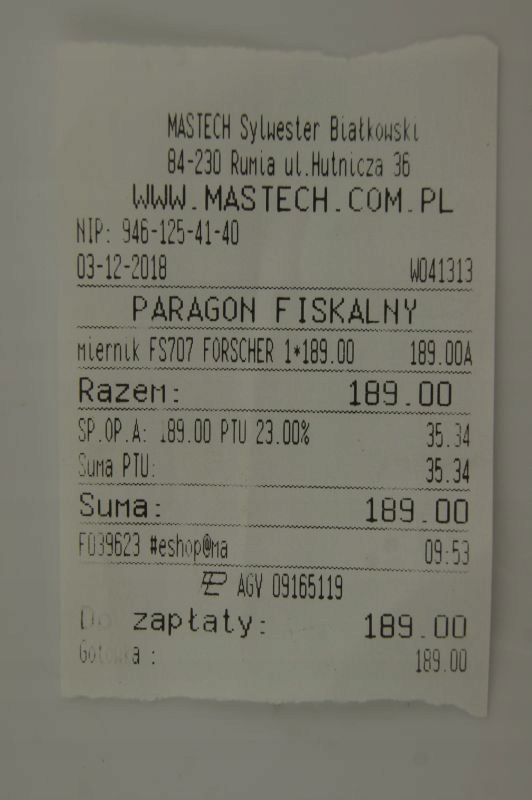 MASTECH Sylwester Białkowski
84-230 Rumia ul.Hutnicza 36
WWW.MASTECH.COM.PL
NIP: 946-125-41-40
03-12-2018 W041313
PARAGON FISKALNY
miernik FS707 FORSCHER 1*189.00 189.00A
Razem: 189.00
SP.OP.A: 189.00 PTU 23.00% 35.34
Suma PTU: 35.34
Suma: 189.00
F039623 #eshop@ma 09:53
AGV 09165119
Do zapłaty: 189.00
Gotówka : 189.00